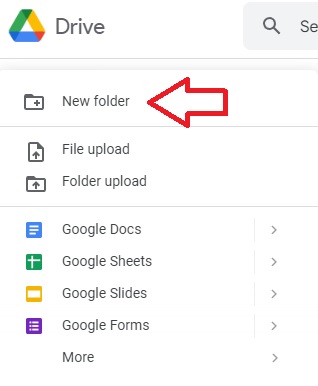 Drive
Se
New folder
File upload
Folder upload
Google Docs
Google Sheets
Google Slides
Google Forms
More